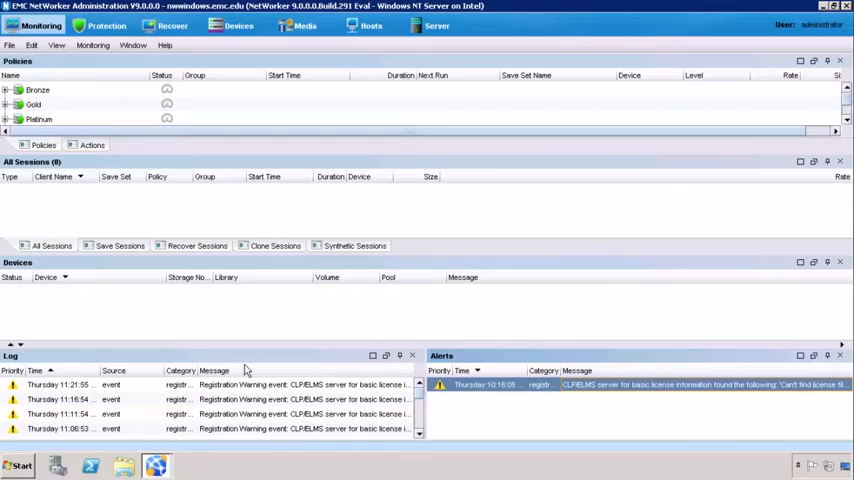 EMC NetWorker Administration V9.0.0.0 - nwwindows.emc.edu (NetWorker 9.0.0.0.Build.291 Eval - Windows NT Server on Intel)
Monitoring Protection Recover Devices Media Hosts Server User: administrator
File Edit View Monitoring Window Help
Policies
Name Status Group Start Time Duration Next Run Save Set Name Device Level Rate Siz
Bronze
Gold
Platinum
Policies Actions
All Sessions (0)
Type Client Name Save Set Policy Group Start Time Duration Device Size Rate
All Sessions Save Sessions Recover Sessions Clone Sessions Synthetic Sessions
Devices
Status Device Storage No... Library Volume Pool Message
Log
Priority Time Source Category Message
Thursday 11:21:55 ... event registr... Registration Warning event: CLP/ELMS server for basic license i...
Thursday 11:16:54 ... event registr... Registration Warning event: CLP/ELMS server for basic license i...
Thursday 11:11:54 ... event registr... Registration Warning event: CLP/ELMS server for basic license i...
Thursday 11:06:53 ... event registr... Registration Warning event: CLP/ELMS server for basic license i...
Alerts
Priority Time Category Message
Thursday 10:16:05 ... registr... CLP/ELMS server for basic license information found the following: 'Can't find license fil...
Start